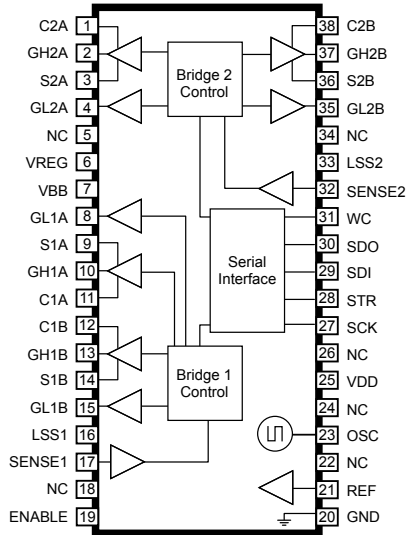 C2A 1
GH2A 2
S2A 3
GL2A 4
NC 5
VREG 6
VBB 7
GL1A 8
S1A 9
GH1A 10
C1A 11
C1B 12
GH1B 13
S1B 14
GL1B 15
LSS1 16
SENSE1 17
NC 18
ENABLE 19
Bridge 2
Control
Serial
Interface
Bridge 1
Control
38 C2B
37 GH2B
36 S2B
35 GL2B
34 NC
33 LSS2
32 SENSE2
31 WC
30 SDO
29 SDI
28 STR
27 SCK
26 NC
25 VDD
24 NC
23 OSC
22 NC
21 REF
20 GND